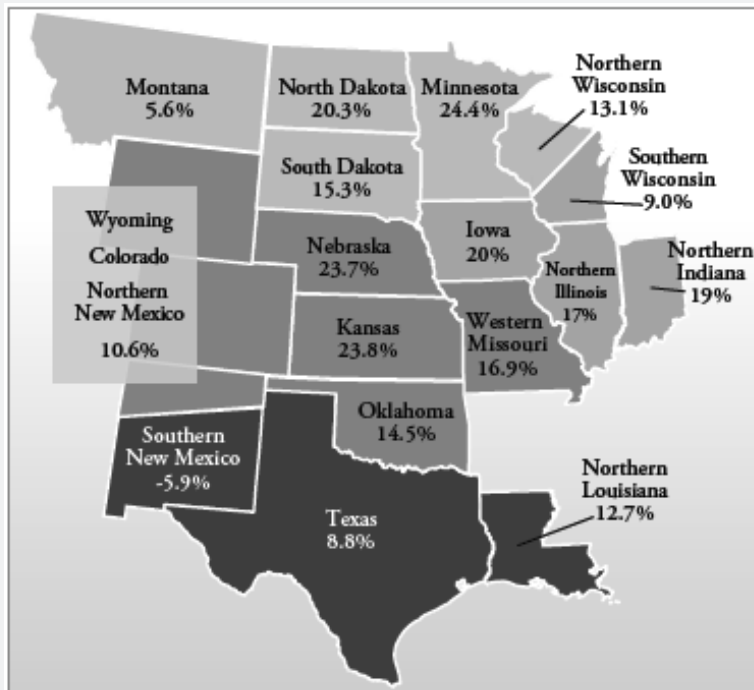 Montana
5.6%
North Dakota
20.3%
Minnesota
24.4%
Northern
Wisconsin
13.1%
South Dakota
15.3%
Southern
Wisconsin
9.0%
Wyoming
Colorado
Northern
New Mexico
10.6%
Nebraska
23.7%
Iowa
20%
Northern
Illinois
17%
Northern
Indiana
19%
Kansas
23.8%
Western
Missouri
16.9%
Oklahoma
14.5%
Southern
New Mexico
-5.9%
Texas
8.8%
Northern
Louisiana
12.7%